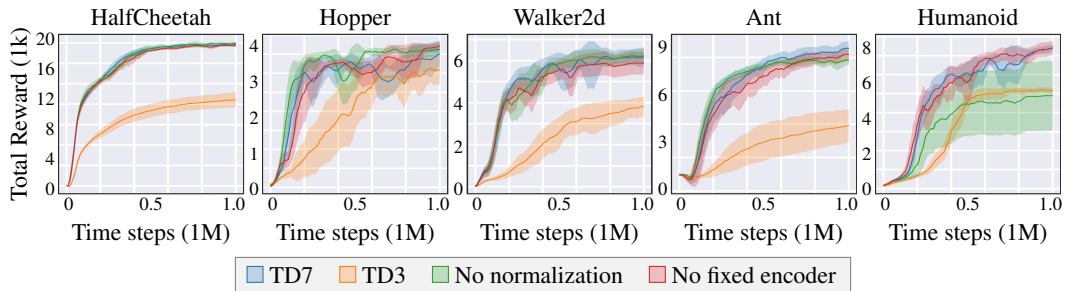 HalfCheetah Hopper Walker2d Ant Humanoid
Total Reward (1k)
20
16
12
8
4
0
0 0.5 1.0
4
3
2
1
0
0 0.5 1.0
6
4
2
0
0 0.5 1.0
9
6
3
0
0 0.5 1.0
8
6
4
2
0
0 0.5 1.0
Time steps (1M) Time steps (1M) Time steps (1M) Time steps (1M) Time steps (1M)
TD7 TD3 No normalization No fixed encoder